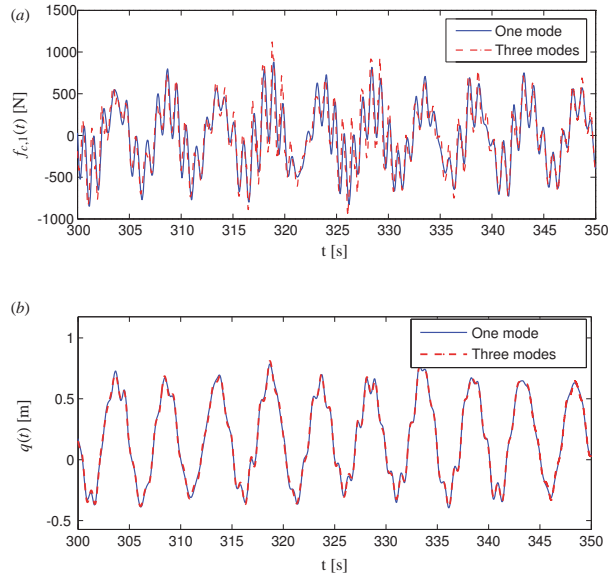 (a)
1500
1000
500
0
-500
-1000
f_{c,1}(t) [N]
One mode
Three modes
300 305 310 315 320 325 330 335 340 345 350
t [s]
(b)
1
0.5
0
-0.5
q(t) [m]
One mode
Three modes
300 305 310 315 320 325 330 335 340 345 350
t [s]